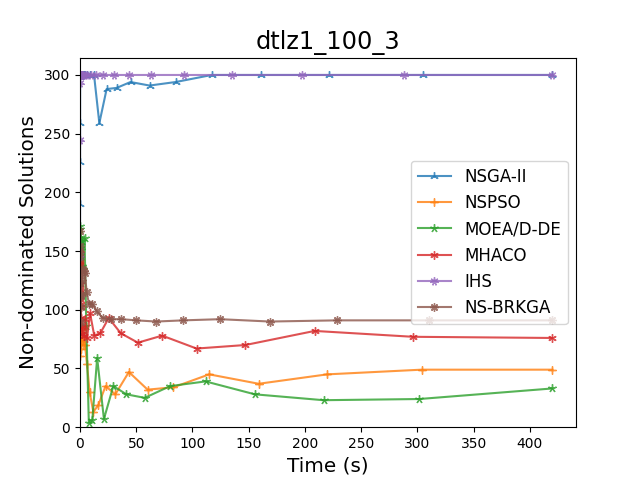 dtlz1_100_3
Non-dominated Solutions
300
250
200
150
100
50
0
NSGA-II
NSPSO
MOEA/D-DE
MHACO
IHS
NS-BRKGA
0 50 100 150 200 250 300 350 400
Time (s)